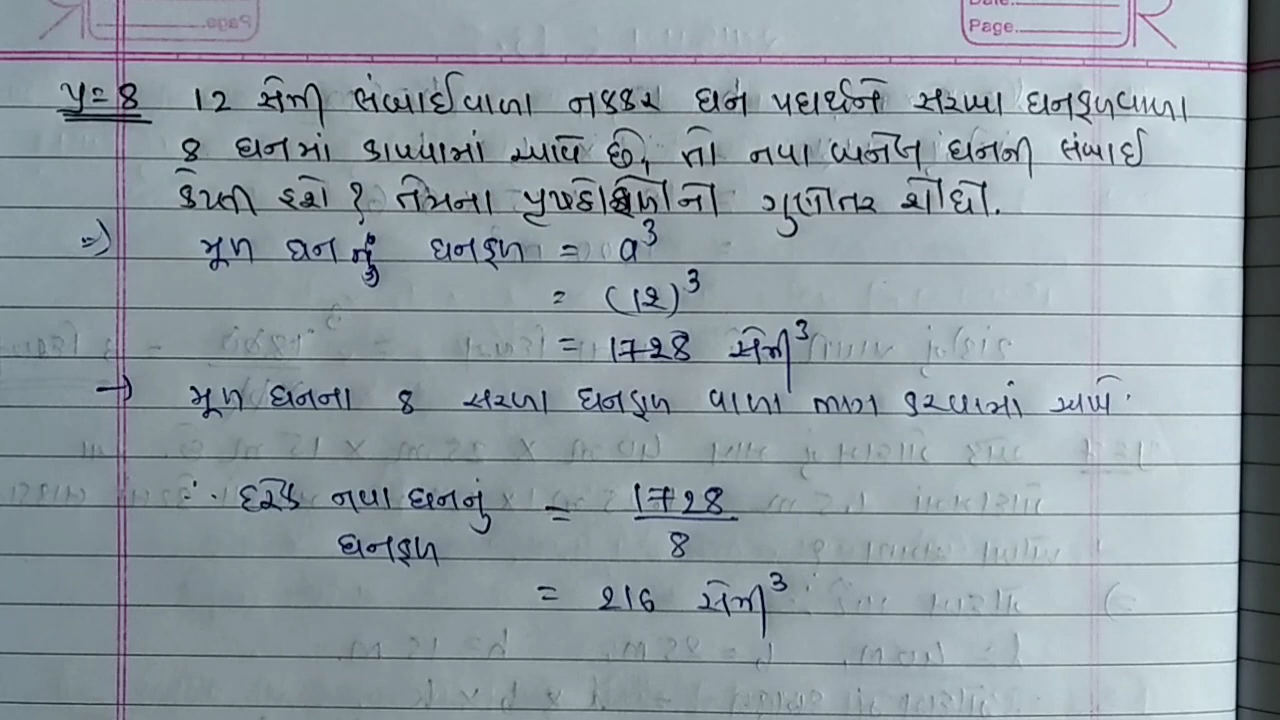 Date.
Page.
પ્ર=8 12 સેમી લંબાઈવાળા નક્કર ઘન પદાર્થને સરખા ઘનફળવાળા
8 ઘનમાં કાપવામાં આવે છે, તો નવા બનેલ ઘનની લંબાઈ
કેટલી હશે? તેમના પૃષ્ઠફળોનો ગુણોત્તર શોધો.
=> મૂળ ઘનનું ઘનફળ = a³
= (12)³
= 1728 સેમી³
→ મૂળ ઘનના 8 સરખા ઘનફળ વાળા ભાગ કરવામાં આવે.
∴ દરેક નવા ઘનનું = 1728
ઘનફળ 8
= 216 સેમી³